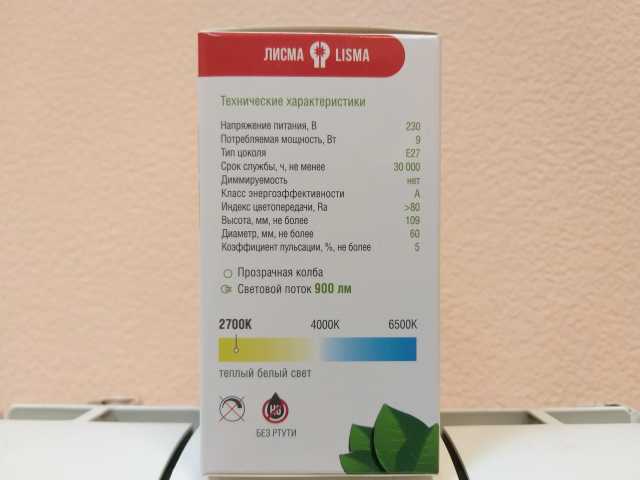 ЛИСМА LISMA
Технические характеристики
Напряжение питания, В 230
Потребляемая мощность, Вт 9
Тип цоколя E27
Срок службы, ч, не менее 30 000
Диммируемость нет
Класс энергоэффективности A
Индекс цветопередачи, Ra >80
Высота, мм, не более 109
Диаметр, мм, не более 60
Коэффициент пульсации, %, не более 5
Прозрачная колба
Световой поток 900 лм
2700K 4000K 6500K
теплый белый свет
Hg
БЕЗ РТУТИ